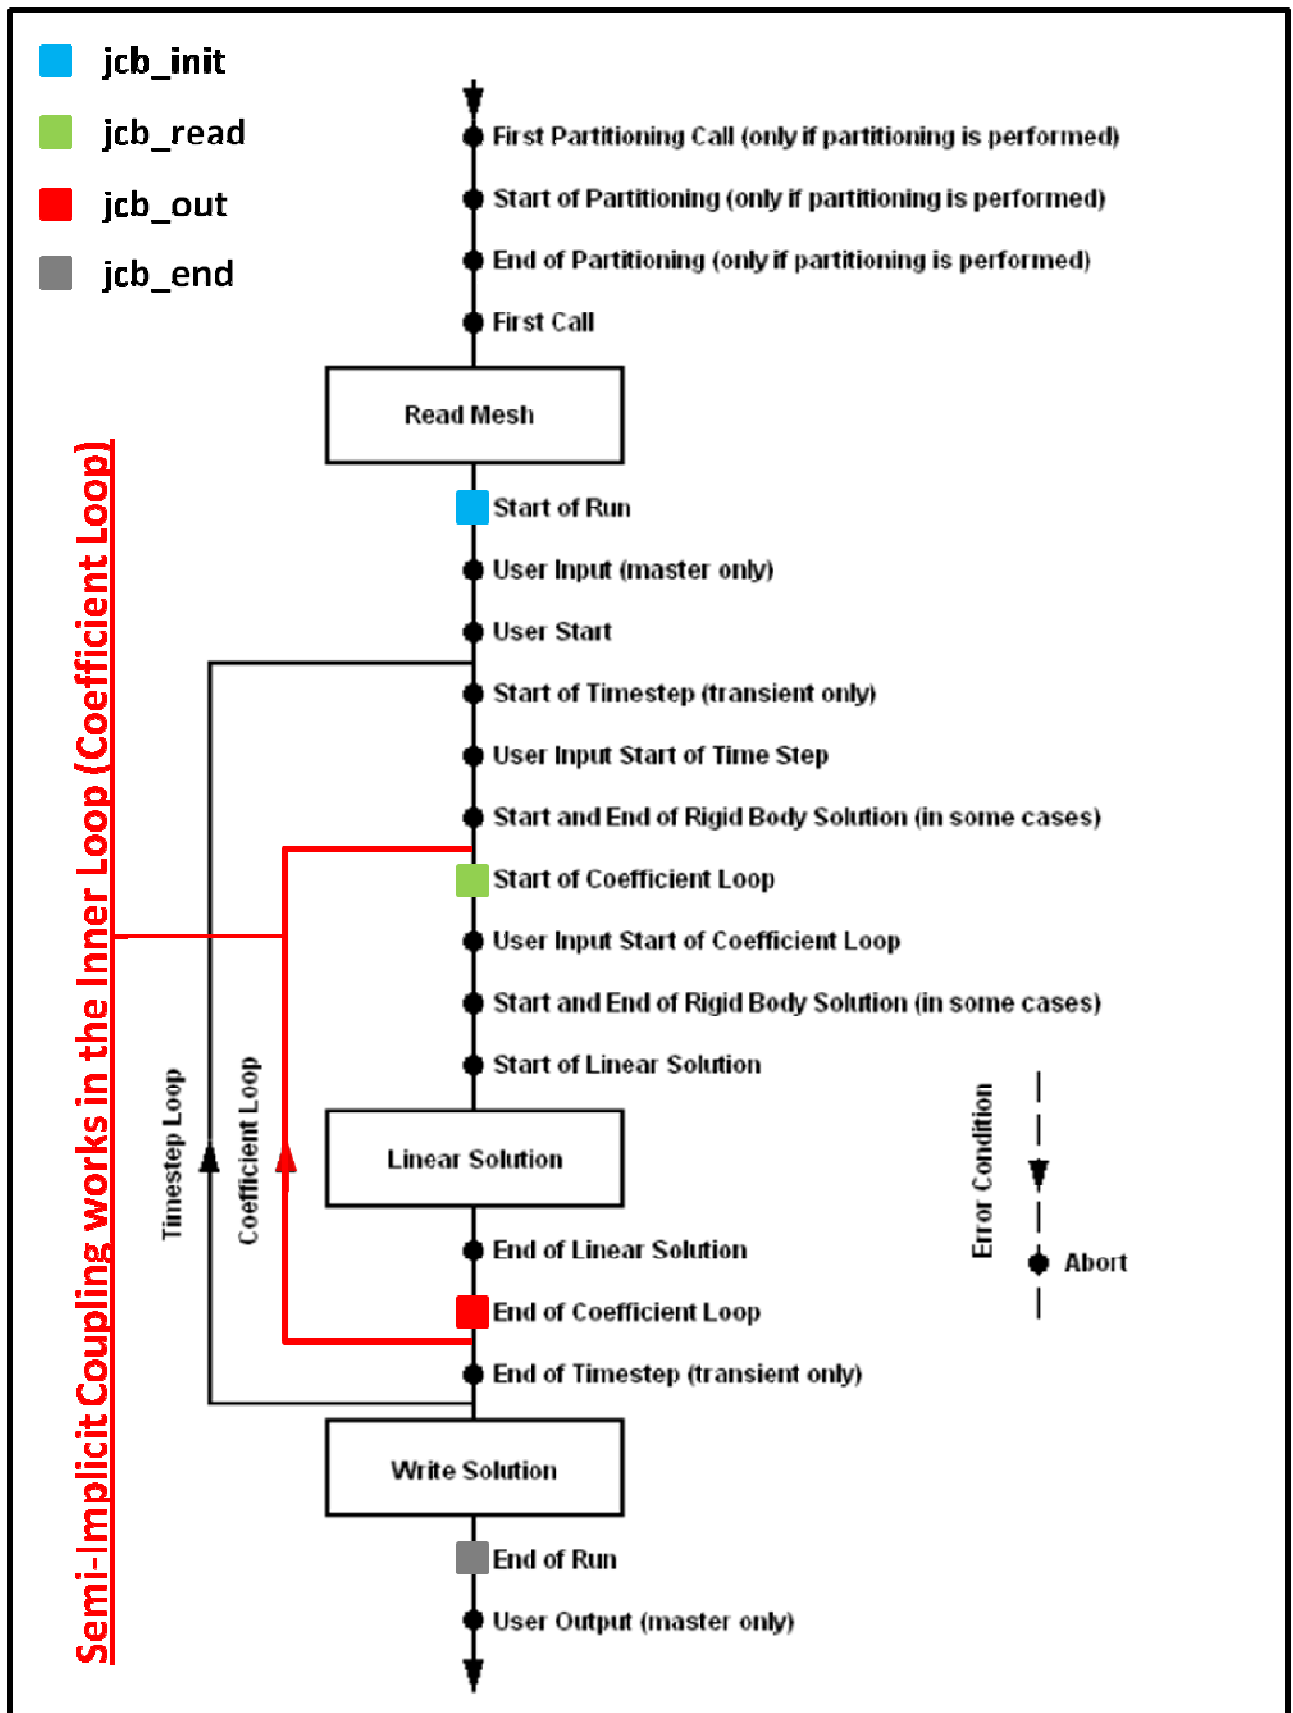 jcb_init
jcb_read
jcb_out
jcb_end
First Partitioning Call (only if partitioning is performed)
Start of Partitioning (only if partitioning is performed)
End of Partitioning (only if partitioning is performed)
First Call
Read Mesh
Start of Run
User Input (master only)
User Start
Start of Timestep (transient only)
User Input Start of Time Step
Start and End of Rigid Body Solution (in some cases)
Start of Coefficient Loop
User Input Start of Coefficient Loop
Start and End of Rigid Body Solution (in some cases)
Start of Linear Solution
Linear Solution
End of Linear Solution
End of Coefficient Loop
End of Timestep (transient only)
Write Solution
End of Run
User Output (master only)
Semi-Implicit Coupling works in the Inner Loop (Coefficient Loop)
Timestep Loop
Coefficient Loop
Error Condition
Abort